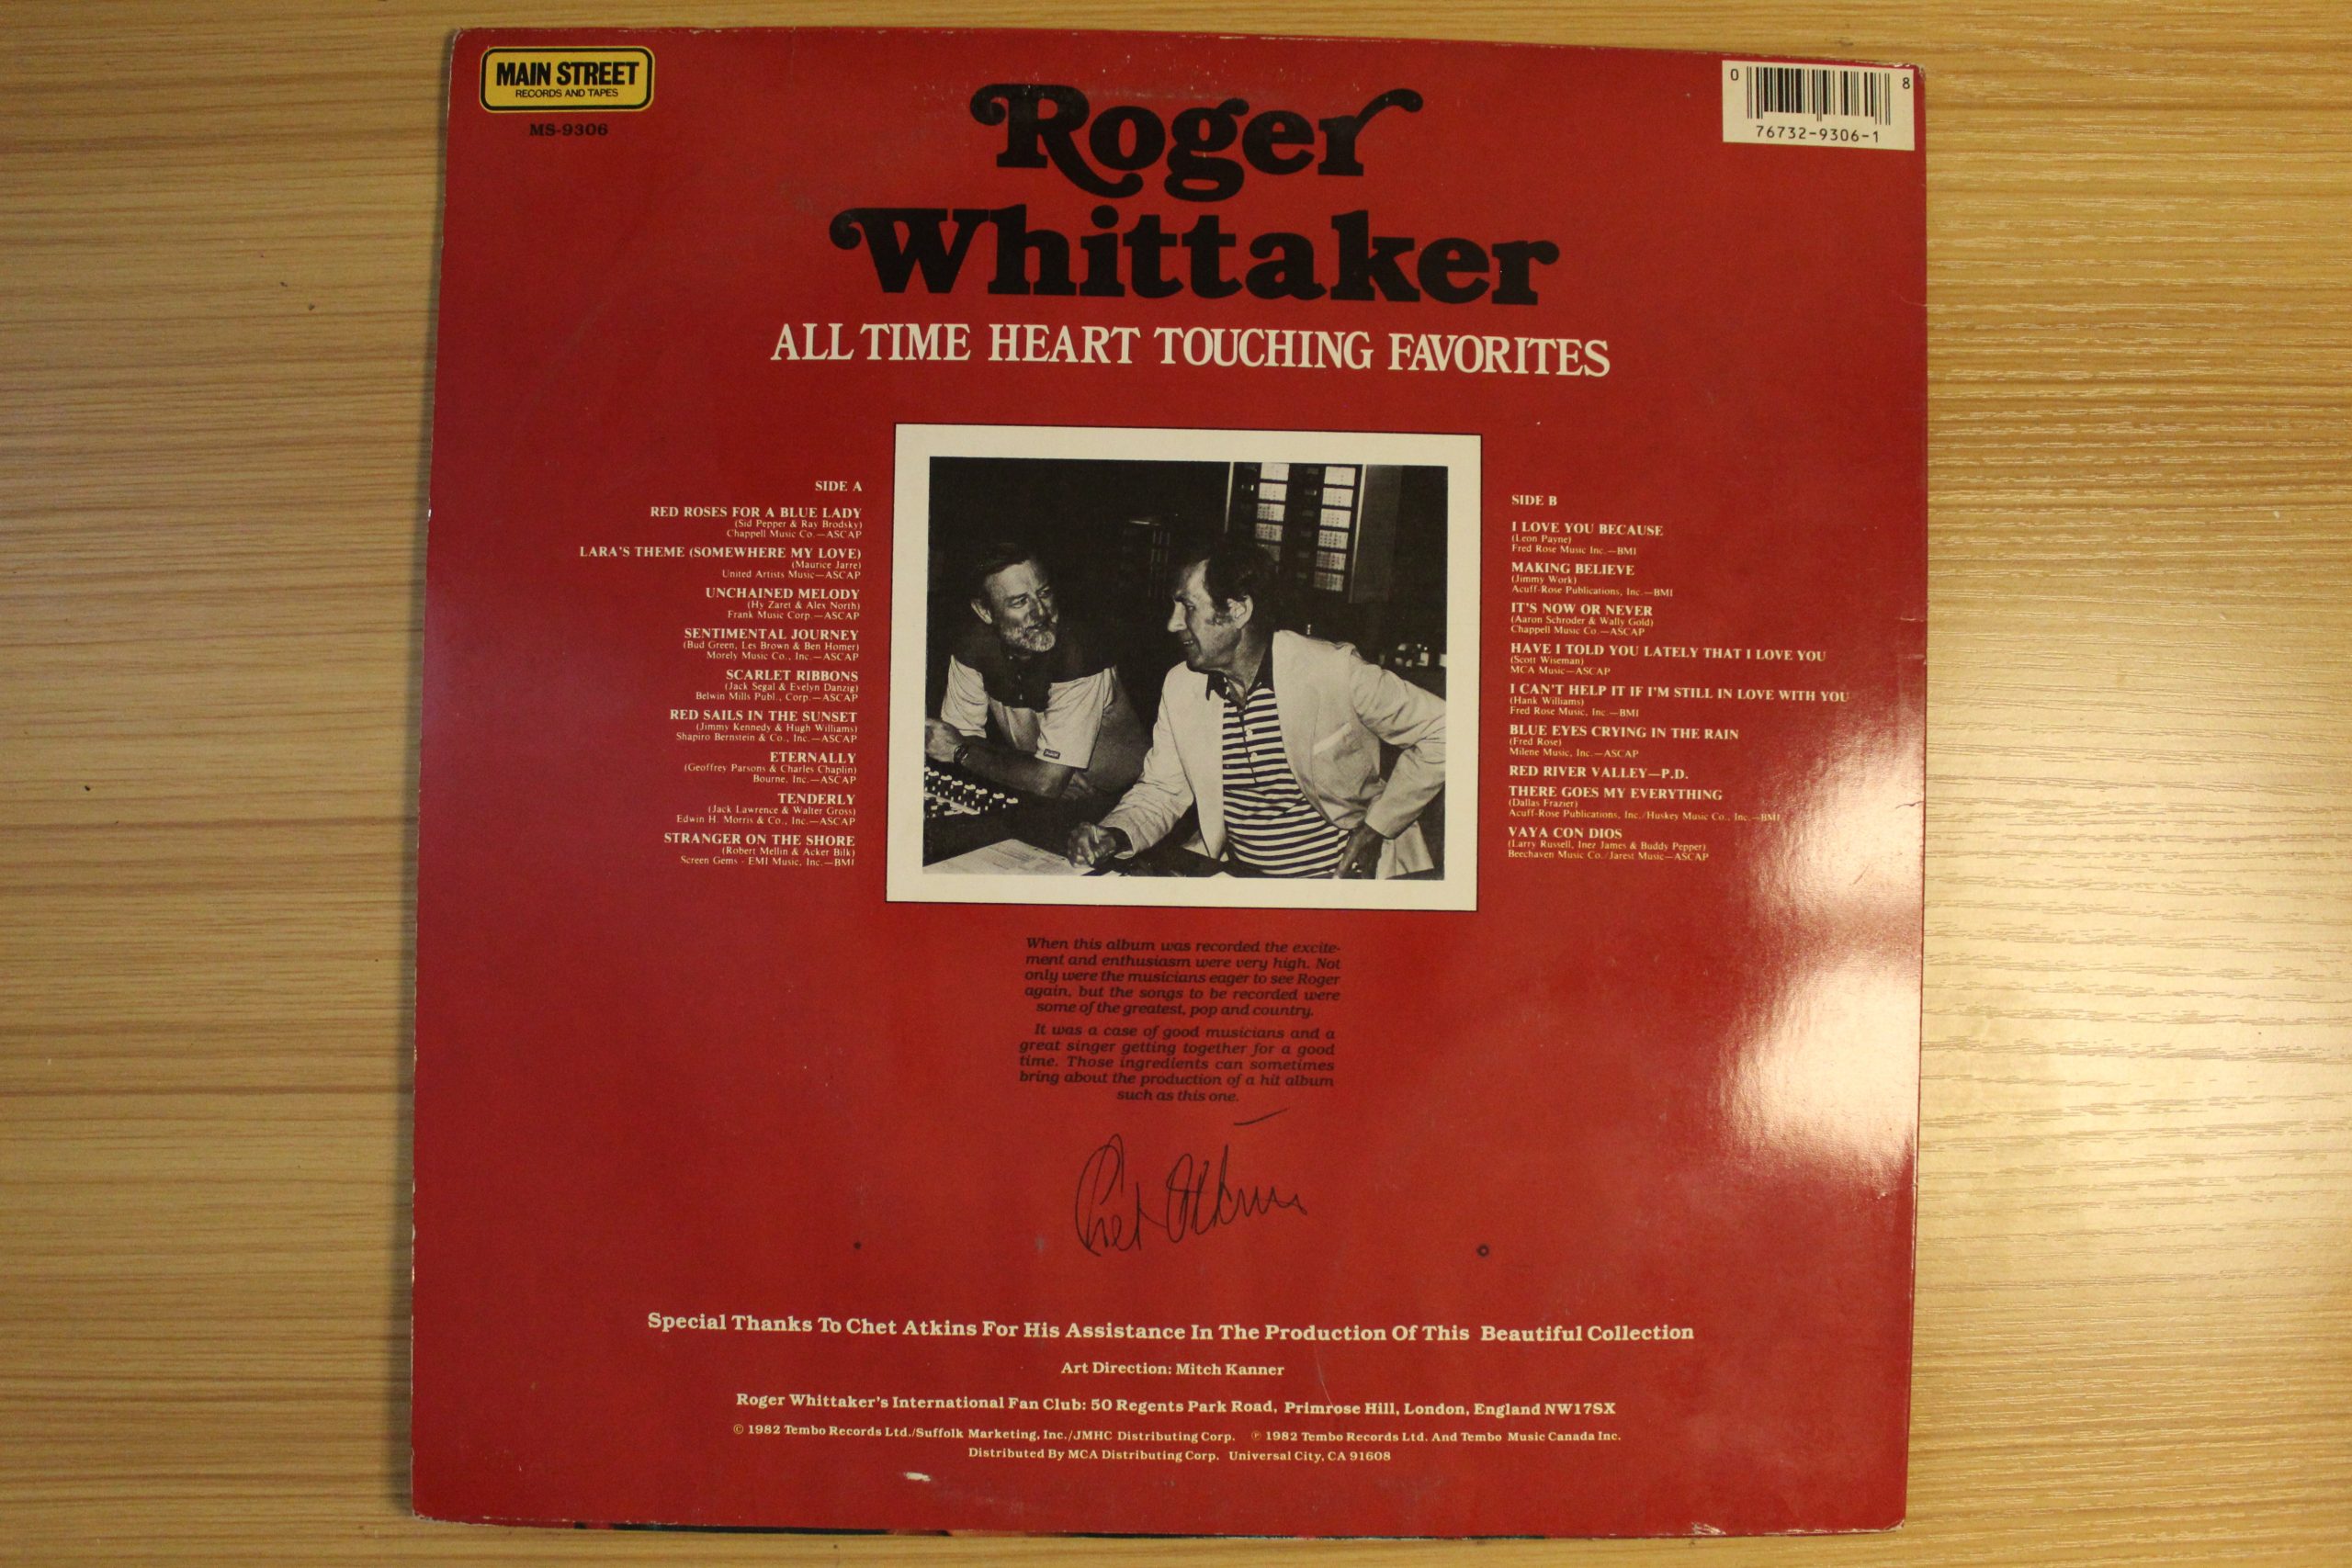 MAIN STREET
RECORDS AND TAPES
MS-9306
0 8
76732-9306-1
Roger
Whittaker
ALL TIME HEART TOUCHING FAVORITES
SIDE A
RED ROSES FOR A BLUE LADY
(Sid Pepper & Ray Brodsky)
Chappell Music Co.—ASCAP
LARA'S THEME (SOMEWHERE MY LOVE)
(Maurice Jarre)
United Artists Music—ASCAP
UNCHAINED MELODY
(Hy Zaret & Alex North)
Frank Music Corp.—ASCAP
SENTIMENTAL JOURNEY
(Bud Green, Les Brown & Ben Homer)
Morely Music Co., Inc.—ASCAP
SCARLET RIBBONS
(Jack Segal & Evelyn Danzig)
Belwin Mills Publ., Corp.—ASCAP
RED SAILS IN THE SUNSET
(Jimmy Kennedy & Hugh Williams)
Shapiro Bernstein & Co., Inc.—ASCAP
ETERNALLY
(Geoffrey Parsons & Charles Chaplin)
Bourne, Inc.—ASCAP
TENDERLY
(Jack Lawrence & Walter Gross)
Edwin H. Morris & Co., Inc.—ASCAP
STRANGER ON THE SHORE
(Robert Mellin & Acker Bilk)
Screen Gems - EMI Music, Inc.—BMI
SIDE B
I LOVE YOU BECAUSE
(Leon Payne)
Fred Rose Music Inc.—BMI
MAKING BELIEVE
(Jimmy Work)
Acuff-Rose Publications, Inc.—BMI
IT'S NOW OR NEVER
(Aaron Schroder & Wally Gold)
Chappell Music Co.—ASCAP
HAVE I TOLD YOU LATELY THAT I LOVE YOU
(Scott Wiseman)
MCA Music—ASCAP
I CAN'T HELP IT IF I'M STILL IN LOVE WITH YOU
(Hank Williams)
Fred Rose Music, Inc.—BMI
BLUE EYES CRYING IN THE RAIN
(Fred Rose)
Milene Music, Inc.—ASCAP
RED RIVER VALLEY—P.D.
THERE GOES MY EVERYTHING
(Dallas Frazier)
Acuff-Rose Publications, Inc./Huskey Music Co., Inc.—BMI
VAYA CON DIOS
(Larry Russell, Inez James & Buddy Pepper)
Beechaven Music Co./Jarest Music—ASCAP
When this album was recorded the excite-
ment and enthusiasm were very high. Not
only were the musicians eager to see Roger
again, but the songs to be recorded were
some of the greatest, pop and country.
It was a case of good musicians and a
great singer getting together for a good
time. Those ingredients can sometimes
bring about the production of a hit album
such as this one.
Chet Atkins
Special Thanks To Chet Atkins For His Assistance In The Production Of This Beautiful Collection
Art Direction: Mitch Kanner
Roger Whittaker's International Fan Club: 50 Regents Park Road, Primrose Hill, London, England NW17SX
© 1982 Tembo Records Ltd./Suffolk Marketing, Inc./JMHC Distributing Corp. ℗ 1982 Tembo Records Ltd. And Tembo Music Canada Inc.
Distributed By MCA Distributing Corp. Universal City, CA 91608